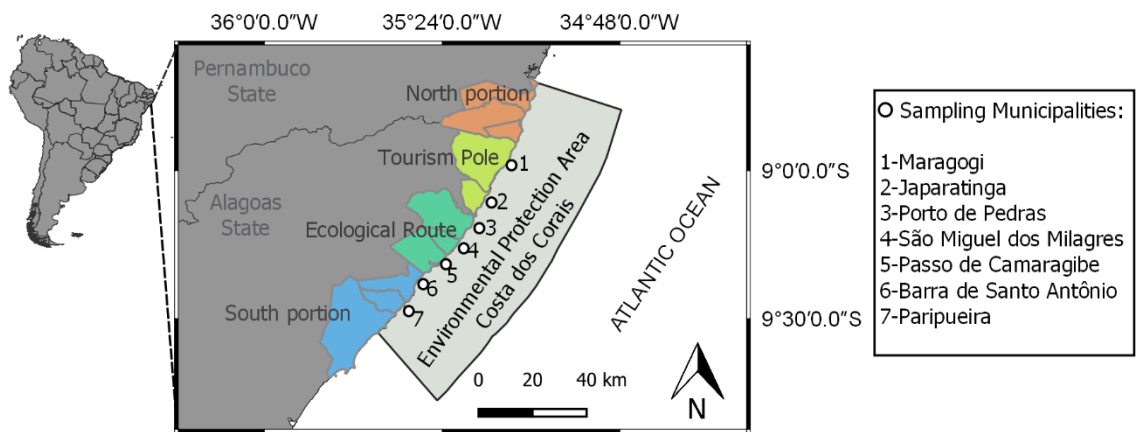 36°0′0.0″W 35°24′0.0″W 34°48′0.0″W
Pernambuco
State
North portion
Tourism Pole
1
9°0′0.0″S
2
Alagoas
State
Ecological Route
3
4
5
6
South portion
7
9°30′0.0″S
Environmental Protection Area
Costa dos Corais
ATLANTIC OCEAN
0 20 40 km
N
Sampling Municipalities:
1-Maragogi
2-Japaratinga
3-Porto de Pedras
4-São Miguel dos Milagres
5-Passo de Camaragibe
6-Barra de Santo Antônio
7-Paripueira